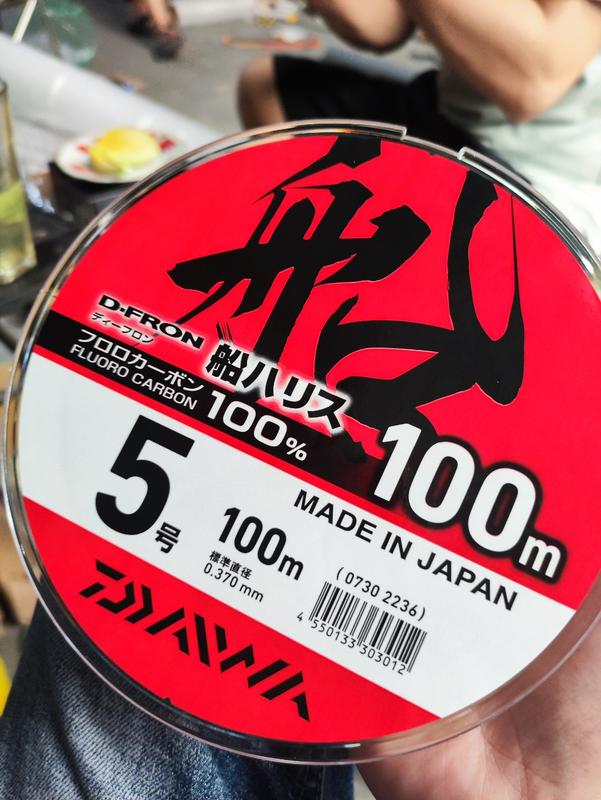 船
D-FRON
ディーフロン
船ハリス
フロロカーボン
FLUORO CARBON
100%
100m
MADE IN JAPAN
5号
100m
標準直径
0.370mm
(0730 2236)
4 550133 303012
DAIWA